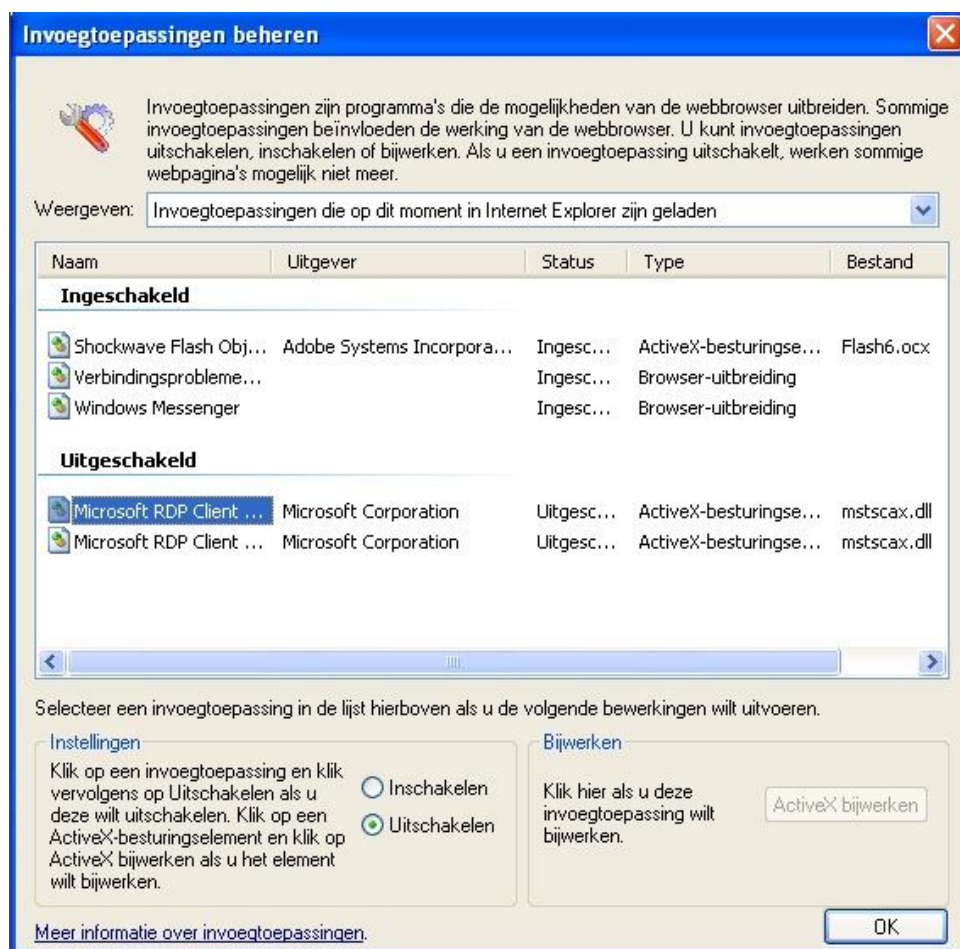 Invoegtoepassingen beheren
Invoegtoepassingen zijn programma's die de mogelijkheden van de webbrowser uitbreiden. Sommige
invoegtoepassingen beïnvloeden de werking van de webbrowser. U kunt invoegtoepassingen
uitschakelen, inschakelen of bijwerken. Als u een invoegtoepassing uitschakelt, werken sommige
webpagina's mogelijk niet meer.
Weergeven: Invoegtoepassingen die op dit moment in Internet Explorer zijn geladen
Naam Uitgever Status Type Bestand
Ingeschakeld
Shockwave Flash Obj... Adobe Systems Incorpora... Ingesc... ActiveX-besturingse... Flash6.ocx
Verbindingsprobleme... Ingesc... Browser-uitbreiding
Windows Messenger Ingesc... Browser-uitbreiding
Uitgeschakeld
Microsoft RDP Client ... Microsoft Corporation Uitgesc... ActiveX-besturingse... mstscax.dll
Microsoft RDP Client ... Microsoft Corporation Uitgesc... ActiveX-besturingse... mstscax.dll
Selecteer een invoegtoepassing in de lijst hierboven als u de volgende bewerkingen wilt uitvoeren.
Instellingen
Klik op een invoegtoepassing en klik
vervolgens op Uitschakelen als u
deze wilt uitschakelen. Klik op een
ActiveX-besturingselement en klik op
ActiveX bijwerken als u het element
wilt bijwerken.
Inschakelen
Uitschakelen
Bijwerken
Klik hier als u deze
invoegtoepassing wilt
bijwerken.
ActiveX bijwerken
Meer informatie over invoegtoepassingen.
OK